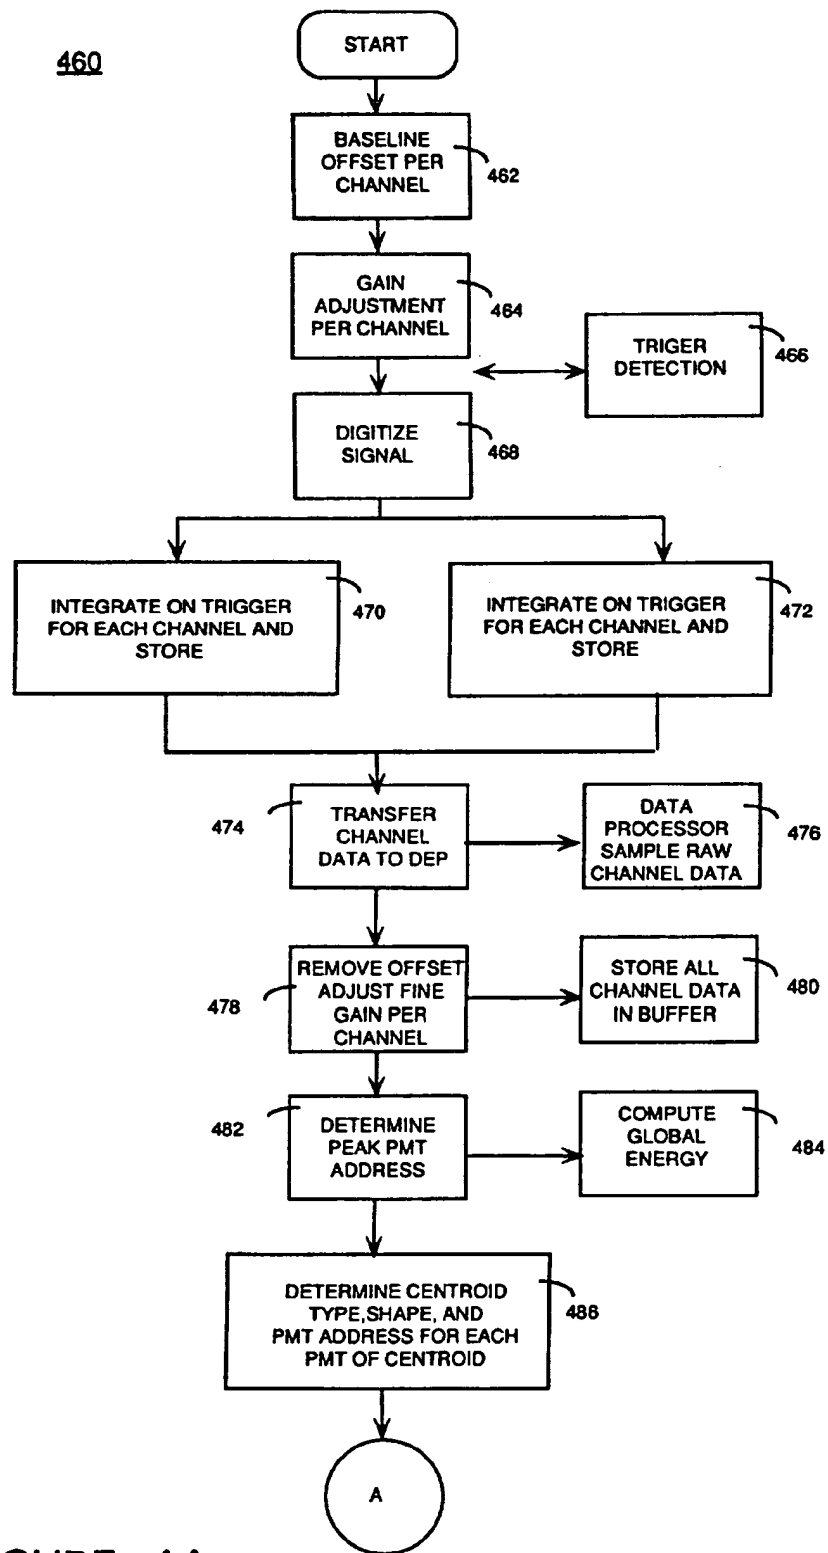 START
460
BASELINE
OFFSET PER
CHANNEL
462
GAIN
ADJUSTMENT
PER CHANNEL
464
TRIGER
DETECTION
466
DIGITIZE
SIGNAL
468
INTEGRATE ON TRIGGER
FOR EACH CHANNEL AND
STORE
470
INTEGRATE ON TRIGGER
FOR EACH CHANNEL AND
STORE
472
474
TRANSFER
CHANNEL
DATA TO DEP
DATA
PROCESSOR
SAMPLE RAW
CHANNEL DATA
476
478
REMOVE OFFSET
ADJUST FINE
GAIN PER
CHANNEL
STORE ALL
CHANNEL DATA
IN BUFFER
480
482
DETERMINE
PEAK PMT
ADDRESS
COMPUTE
GLOBAL
ENERGY
484
DETERMINE CENTROID
TYPE,SHAPE, AND
PMT ADDRESS FOR EACH
PMT OF CENTROID
486
A